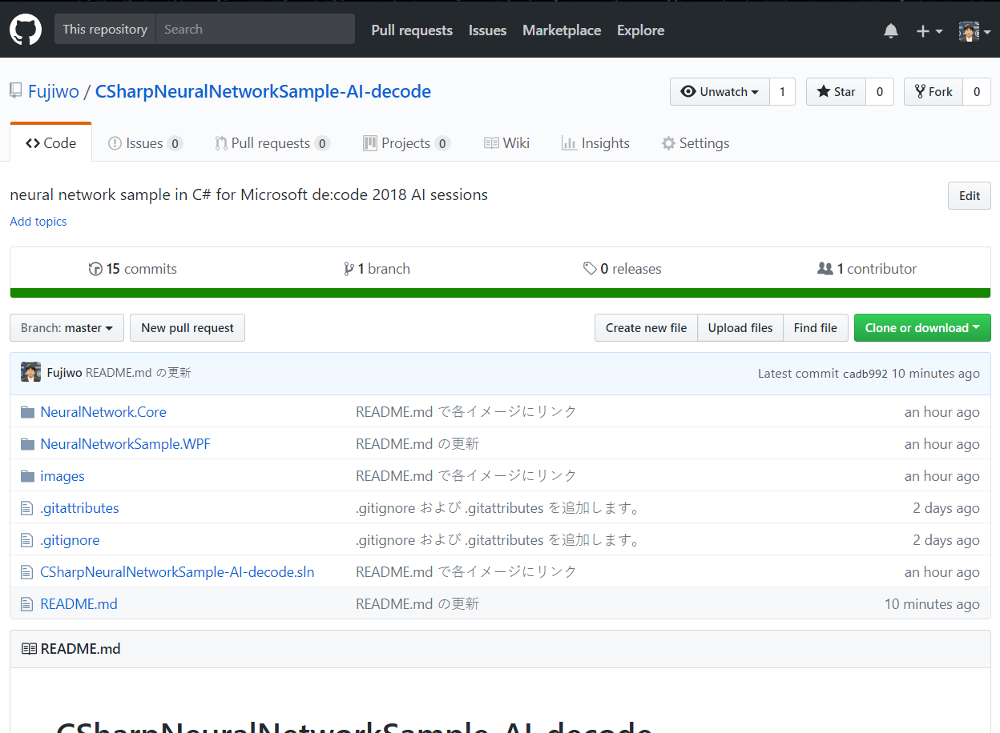 This repository Search Pull requests Issues Marketplace Explore
Fujiwo / CSharpNeuralNetworkSample-AI-decode Unwatch 1 Star 0 Fork 0
Code Issues 0 Pull requests 0 Projects 0 Wiki Insights Settings
neural network sample in C# for Microsoft de:code 2018 AI sessions Edit
Add topics
15 commits 1 branch 0 releases 1 contributor
Branch: master New pull request Create new file Upload files Find file Clone or download
Fujiwo README.md の更新 Latest commit cadb992 10 minutes ago
NeuralNetwork.Core README.md で各イメージにリンク an hour ago
NeuralNetworkSample.WPF README.md の更新 an hour ago
images README.md で各イメージにリンク an hour ago
.gitattributes .gitignore および .gitattributes を追加します。 2 days ago
.gitignore .gitignore および .gitattributes を追加します。 2 days ago
CSharpNeuralNetworkSample-AI-decode.sln README.md で各イメージにリンク an hour ago
README.md README.md の更新 10 minutes ago
README.md
CSharpNeuralNetworkSample-AI-decode